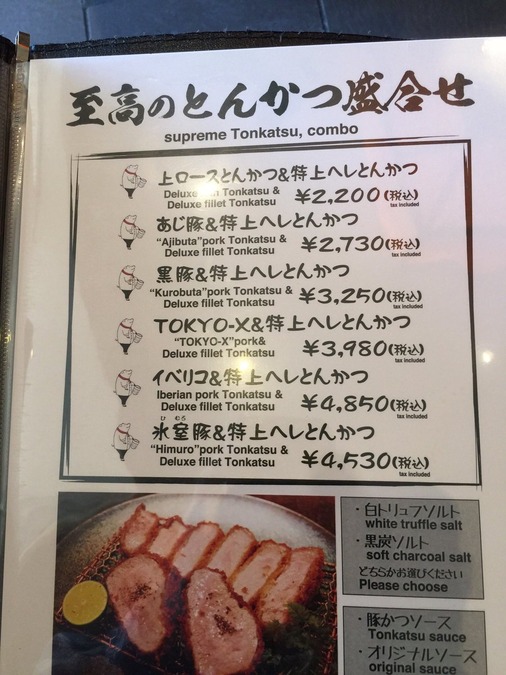 至高のとんかつ盛合せ
supreme Tonkatsu, combo
上ロースとんかつ&特上ヘレとんかつ
Deluxe Tonkatsu &
Deluxe fillet Tonkatsu ¥2,200(税込)
tax included
あじ豚&特上ヘレとんかつ
"Ajibuta"pork Tonkatsu &
Deluxe fillet Tonkatsu ¥2,730(税込)
tax included
黒豚&特上ヘレとんかつ
"Kurobuta"pork Tonkatsu &
Deluxe fillet Tonkatsu ¥3,250(税込)
tax included
TOKYO-X&特上ヘレとんかつ
"TOKYO-X"pork&
Deluxe fillet Tonkatsu ¥3,980(税込)
tax included
イベリコ&特上ヘレとんかつ
Iberian pork Tonkatsu &
Deluxe fillet Tonkatsu ¥4,850(税込)
tax included
ひ むろ
氷室豚&特上ヘレとんかつ
"Himuro"pork Tonkatsu &
Deluxe fillet Tonkatsu ¥4,530(税込)
tax included
・白トリュフソルト
white truffle salt
・黒炭ソルト
soft charcoal salt
どちらかお選びください
Please choose
・豚かつソース
Tonkatsu sauce
・オリジナルソース
original sauce